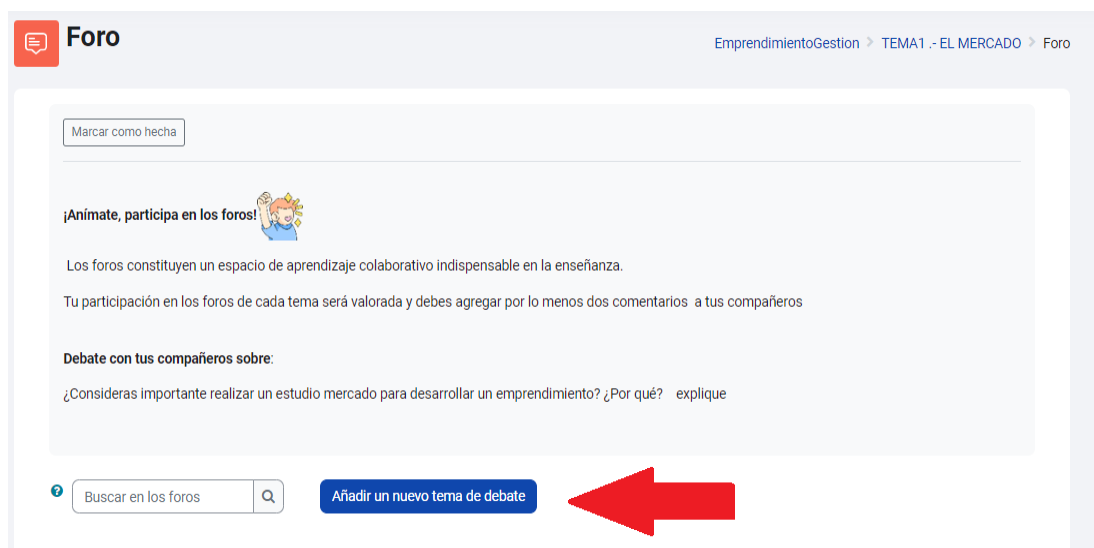 Foro
EmprendimientoGestion > TEMA1 .- EL MERCADO > Foro
Marcar como hecha
¡Anímate, participa en los foros!
Los foros constituyen un espacio de aprendizaje colaborativo indispensable en la enseñanza.
Tu participación en los foros de cada tema será valorada y debes agregar por lo menos dos comentarios a tus compañeros
Debate con tus compañeros sobre:
¿Consideras importante realizar un estudio mercado para desarrollar un emprendimiento? ¿Por qué? explique
? Buscar en los foros
Añadir un nuevo tema de debate